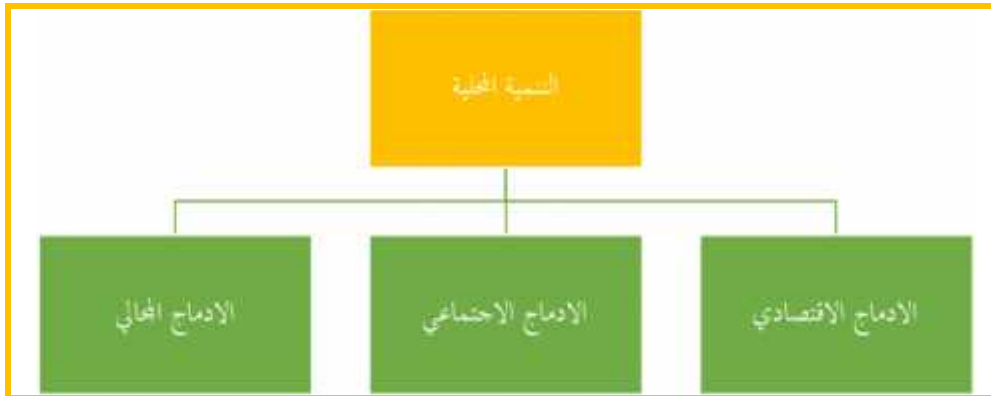 التنمية المحلية
الادماج الاقتصادي
الادماج الاجتماعي
الادماج المجالي